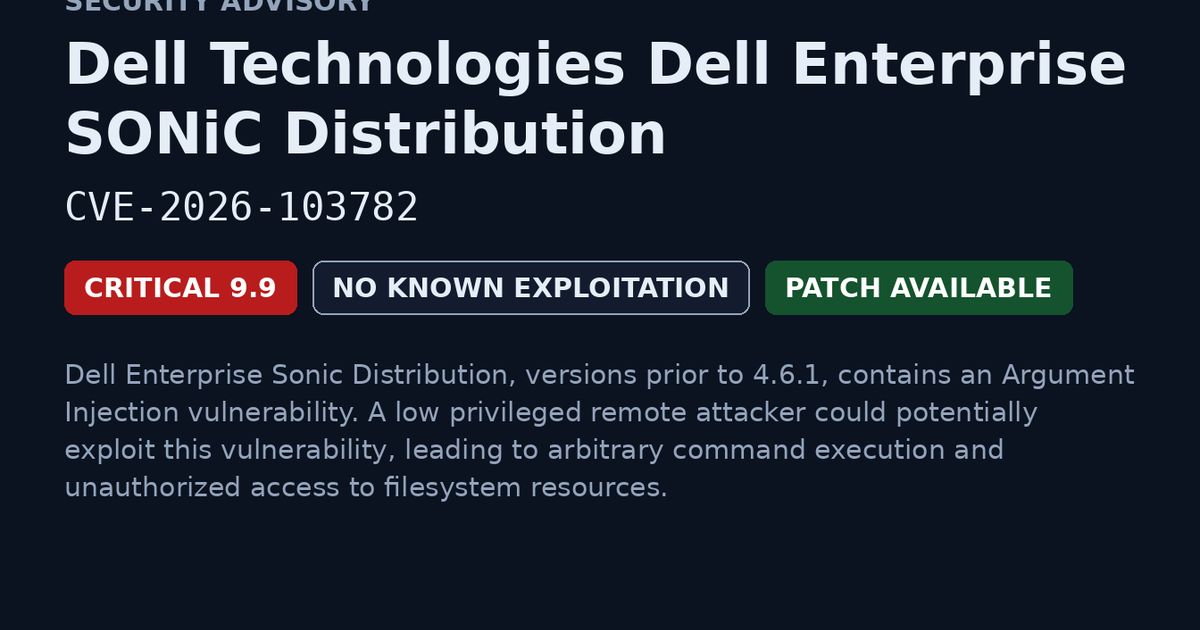 SECURITY ADVISORY
Dell Technologies Dell Enterprise
SONiC Distribution
CVE-2026-103782
CRITICAL 9.9 NO KNOWN EXPLOITATION PATCH AVAILABLE
Dell Enterprise Sonic Distribution, versions prior to 4.6.1, contains an Argument
Injection vulnerability. A low privileged remote attacker could potentially
exploit this vulnerability, leading to arbitrary command execution and
unauthorized access to filesystem resources.